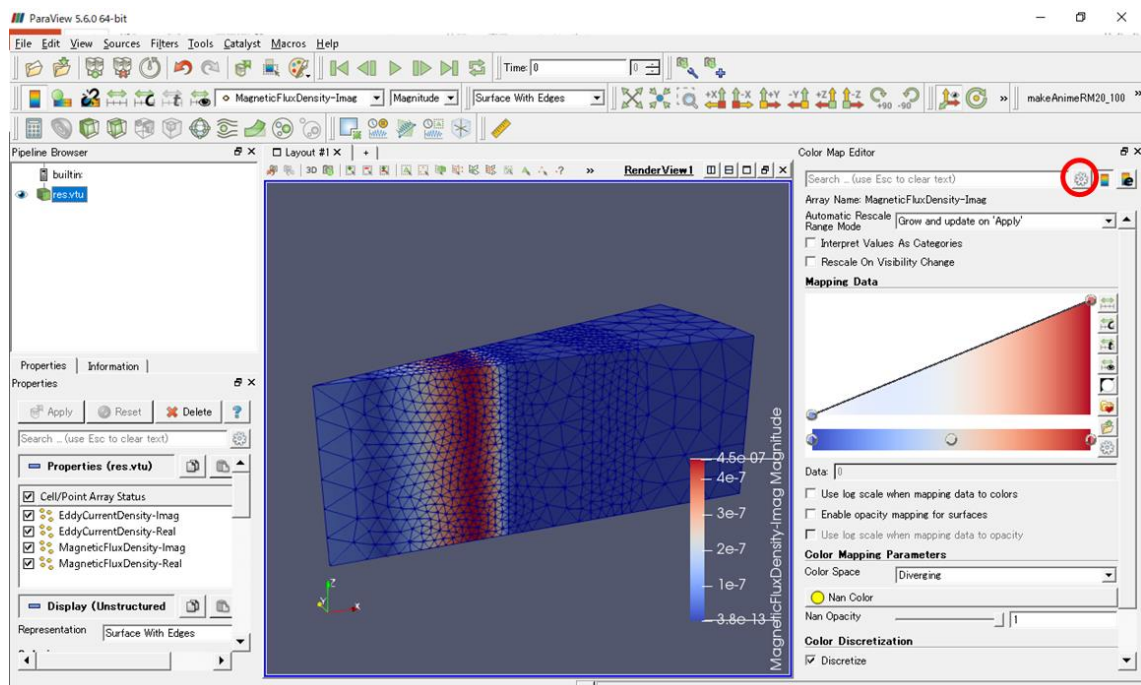 ParaView 5.6.0 64-bit
File Edit View Sources Filters Tools Catalyst Macros Help
Time: 0 0
MagneticFluxDensity-Imag Magnitude Surface With Edges +X -X +Y -Y +Z -Z +90 -90 » makeAnimeRM20_100 »
Pipeline Browser
builtin:
res.vtu
Layout #1 × +
3D » RenderView1
Properties Information
Properties
Apply Reset Delete ?
Search ... (use Esc to clear text)
Properties (res.vtu)
Cell/Point Array Status
EddyCurrentDensity-Imag
EddyCurrentDensity-Real
MagneticFluxDensity-Imag
MagneticFluxDensity-Real
Display (Unstructured
Representation Surface With Edges
Z
Y
X
4.5e-07
4e-7
3e-7
2e-7
1e-7
3.8e-13
MagneticFluxDensity-Imag Magnitude
Color Map Editor
Search ... (use Esc to clear text)
Array Name: MagneticFluxDensity-Imag
Automatic Rescale
Range Mode Grow and update on 'Apply'
Interpret Values As Categories
Rescale On Visibility Change
Mapping Data
Data: 0
Use log scale when mapping data to colors
Enable opacity mapping for surfaces
Use log scale when mapping data to opacity
Color Mapping Parameters
Color Space Diverging
Nan Color
Nan Opacity 1
Color Discretization
Discretize